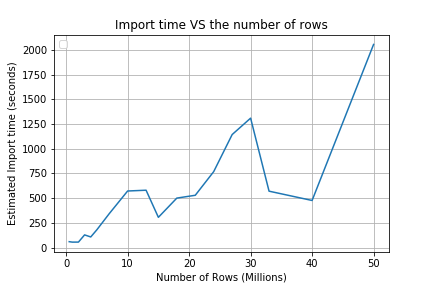 Import time VS the number of rows
2000
1750
1500
1250
1000
750
500
250
0
Estimated Import time (seconds)
0 10 20 30 40 50
Number of Rows (Millions)